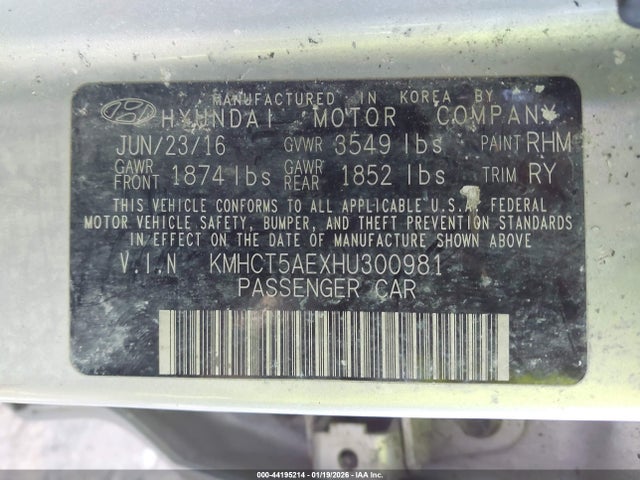 MANUFACTURED IN KOREA BY
HYUNDAI MOTOR COMPANY
JUN/23/16 GVWR 3549 lbs PAINT RHM
GAWR FRONT 1874 lbs GAWR REAR 1852 lbs TRIM RY
THIS VEHICLE CONFORMS TO ALL APPLICABLE U.S.A. FEDERAL
MOTOR VEHICLE SAFETY, BUMPER, AND THEFT PREVENTION STANDARDS
IN EFFECT ON THE DATE OF MANUFACTURE SHOWN ABOVE
V.I.N KMHCT5AEXHU300981
PASSENGER CAR
000-44195214 - 01/19/2026 - IAA Inc.